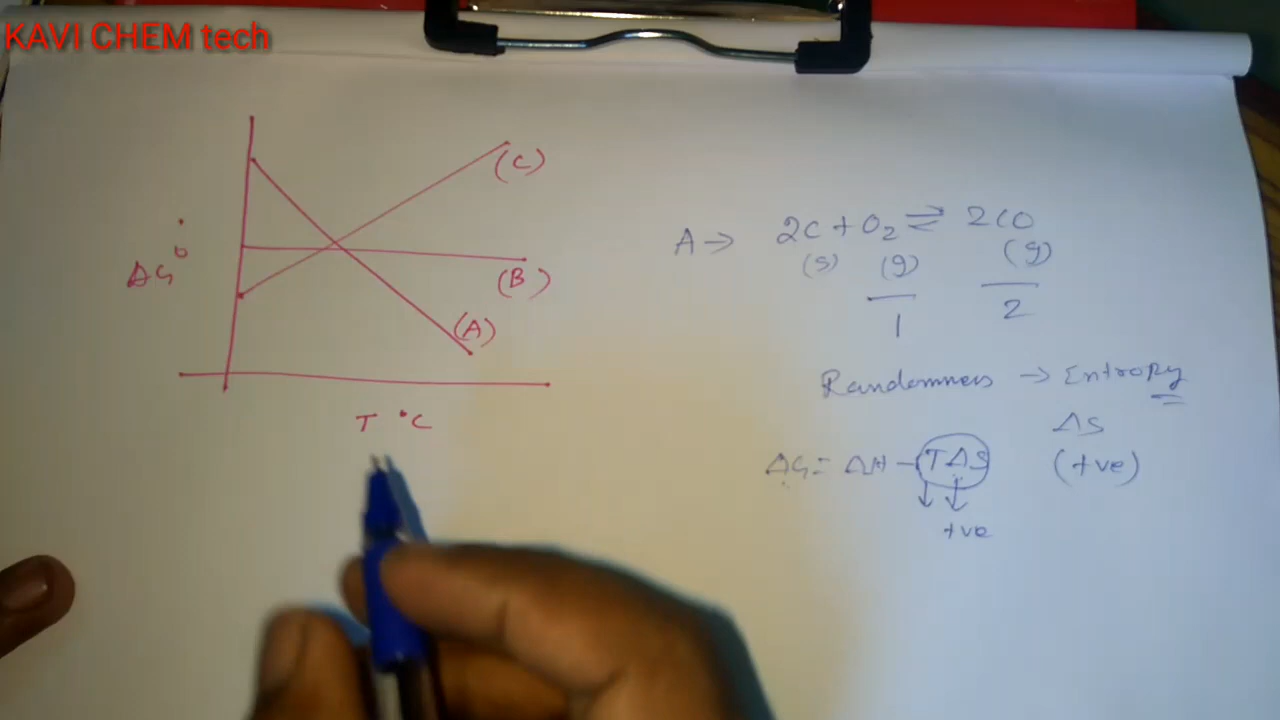 KAVI CHEM tech
(C)
ΔG°
(B)
(A)
T °C
A → 2C + O₂ ⇌ 2CO
(s) (g) (g)
1 2
Randomness → Entropy
ΔS
ΔG = ΔH - TΔS (+ve)
+ve